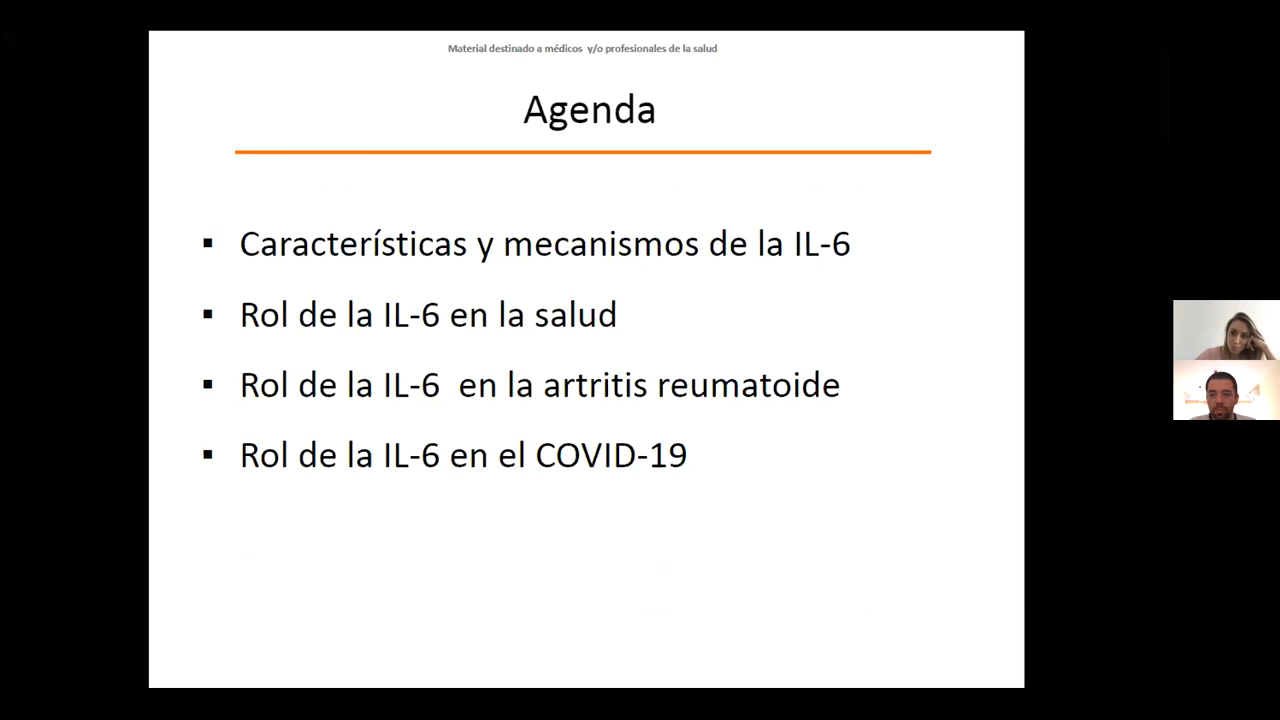 Material destinado a médicos y/o profesionales de la salud
Agenda
▪ Características y mecanismos de la IL-6
▪ Rol de la IL-6 en la salud
▪ Rol de la IL-6 en la artritis reumatoide
▪ Rol de la IL-6 en el COVID-19